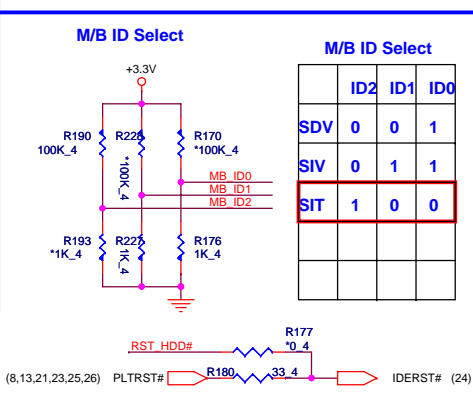 M/B ID Select
+3.3V
R190
100K_4
R228
*100K_4
R170
*100K_4
MB_ID0
MB_ID1
MB_ID2
R193
*1K_4
R227
1K_4
R176
1K_4
M/B ID Select
ID2 ID1 ID0
SDV 0 0 1
SIV 0 1 1
SIT 1 0 0
RST_HDD#
R177
*0_4
(8,13,21,23,25,26) PLTRST# R180 33_4 IDERST# (24)